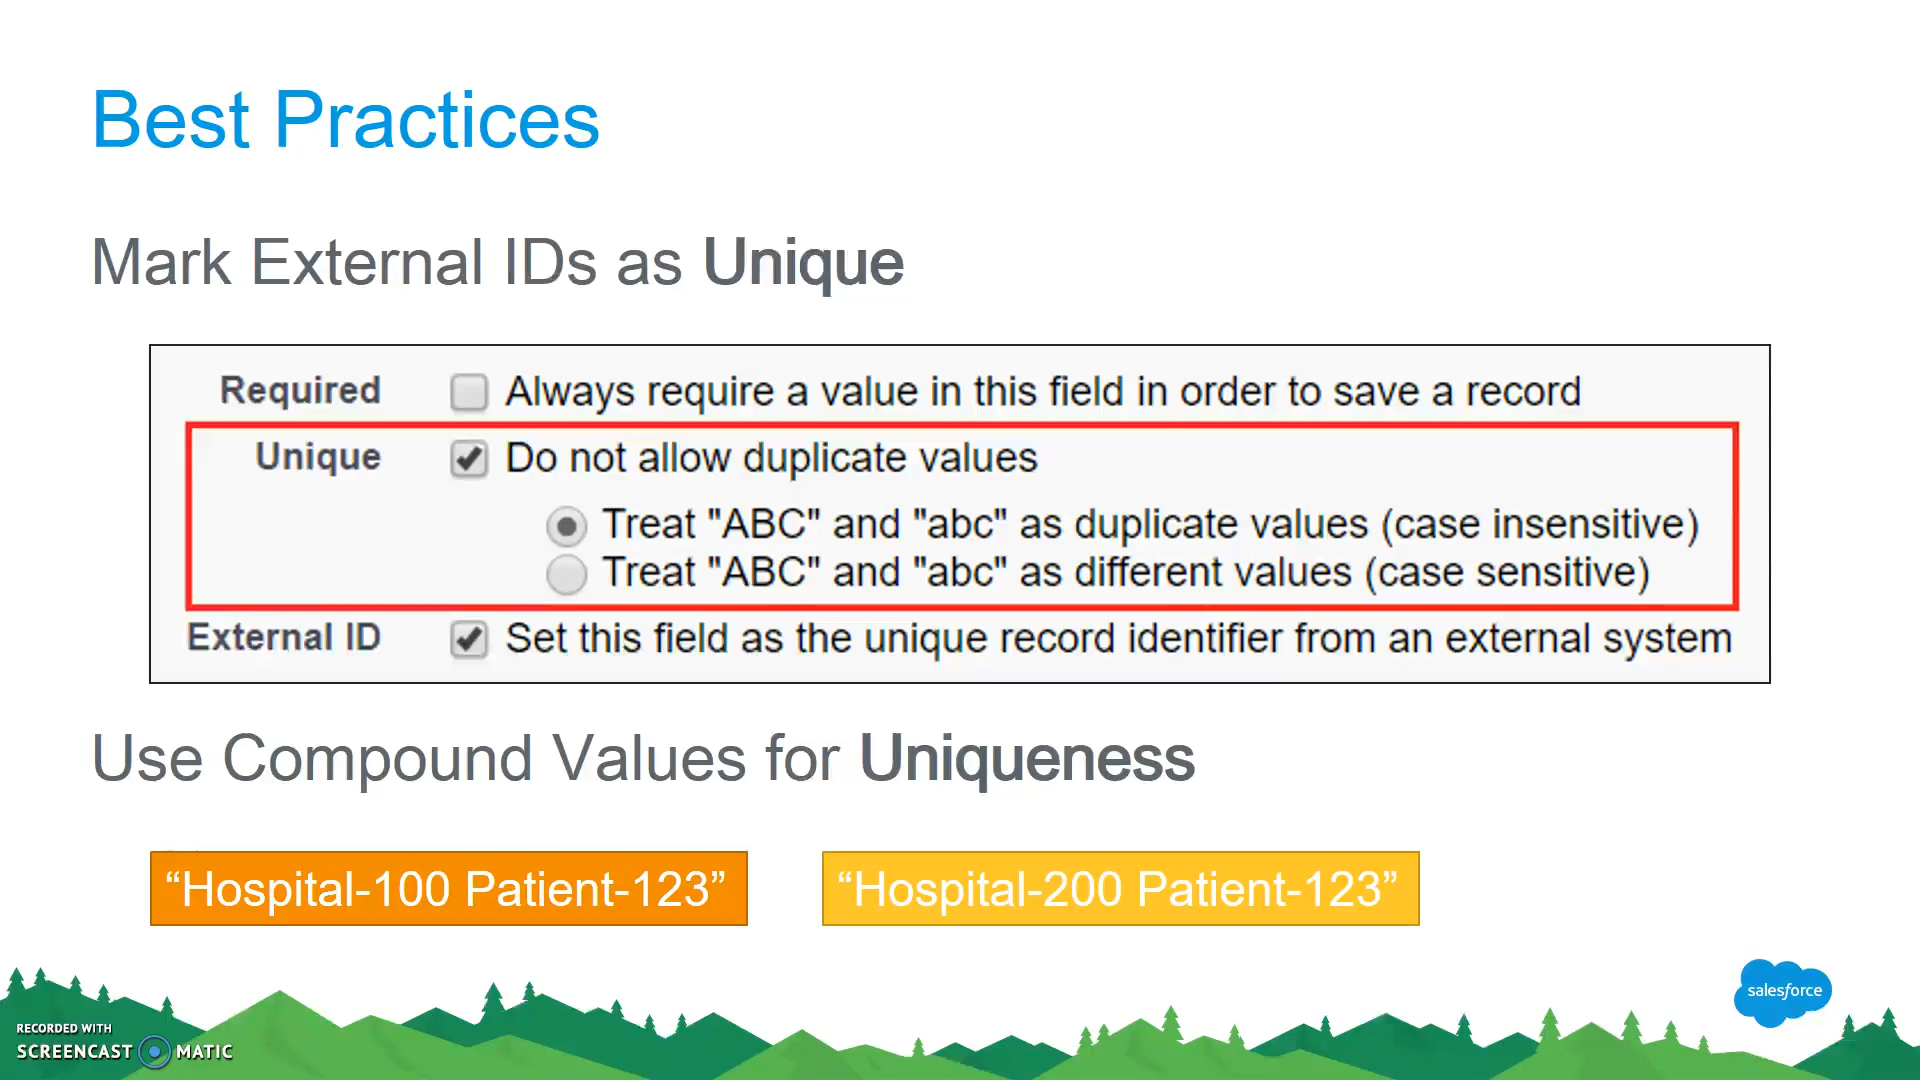 Best Practices
Mark External IDs as Unique
Required Always require a value in this field in order to save a record
Unique Do not allow duplicate values
Treat "ABC" and "abc" as duplicate values (case insensitive)
Treat "ABC" and "abc" as different values (case sensitive)
External ID Set this field as the unique record identifier from an external system
Use Compound Values for Uniqueness
“Hospital-100 Patient-123” “Hospital-200 Patient-123”
salesforce
RECORDED WITH
SCREENCAST MATIC